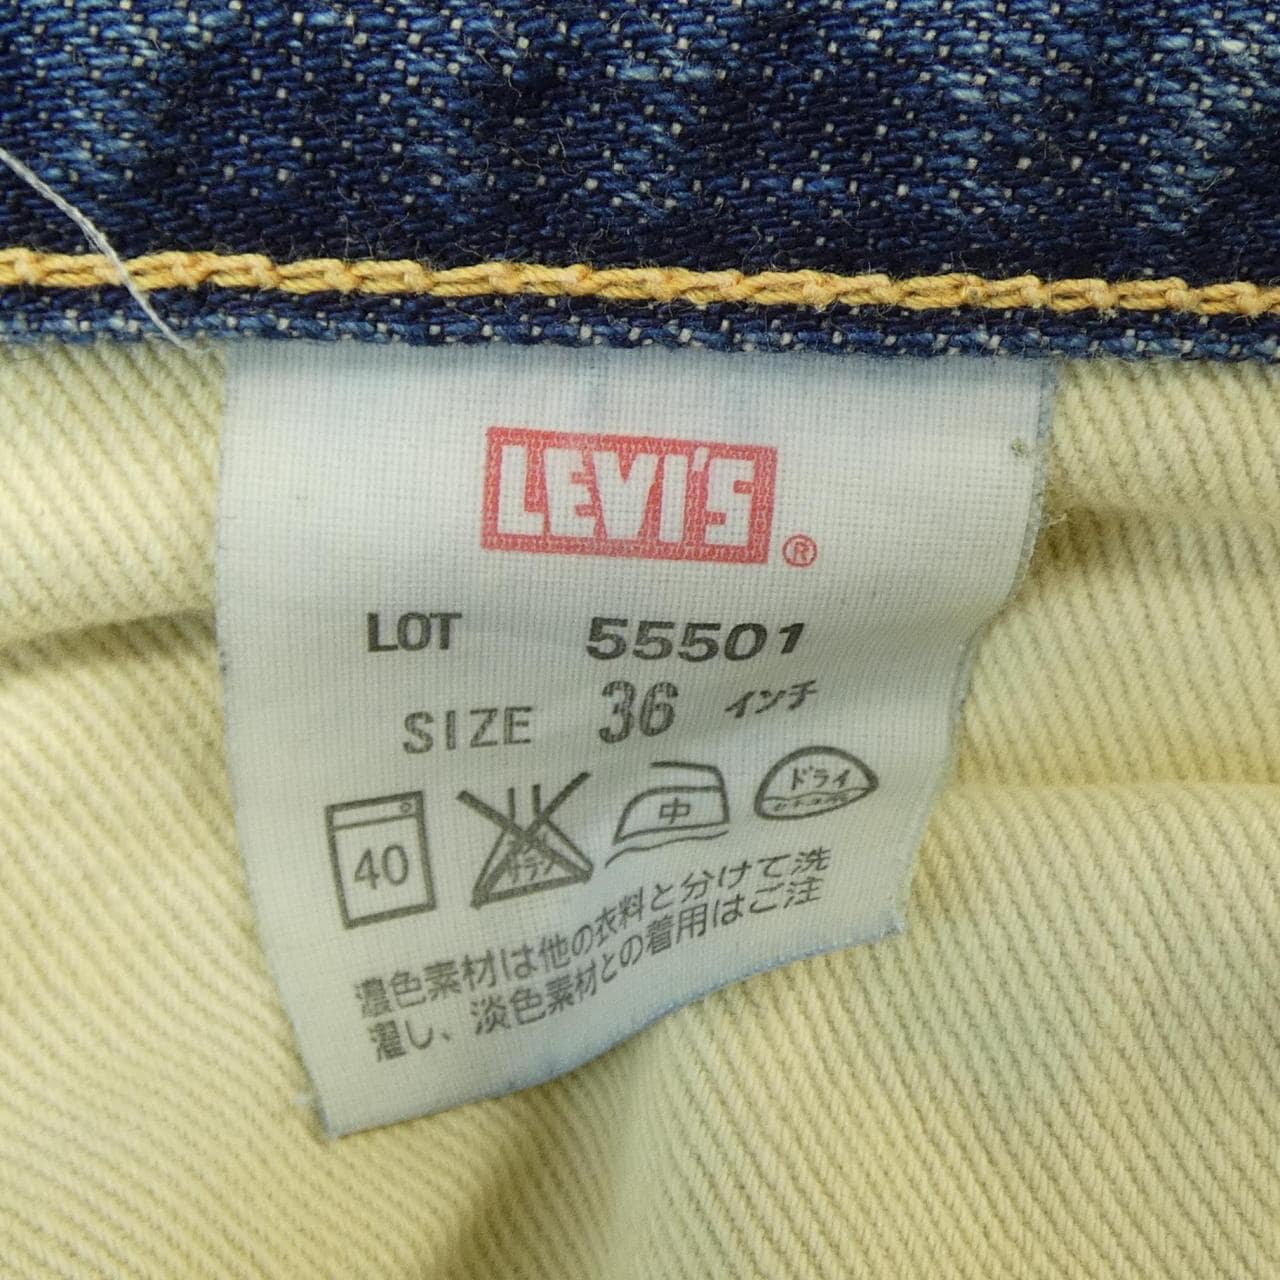 LEVI'S ®
LOT 55501
SIZE 36 インチ
40
中
ドライ
濃色素材は他の衣料と分けて洗
濯し、淡色素材との着用はご注